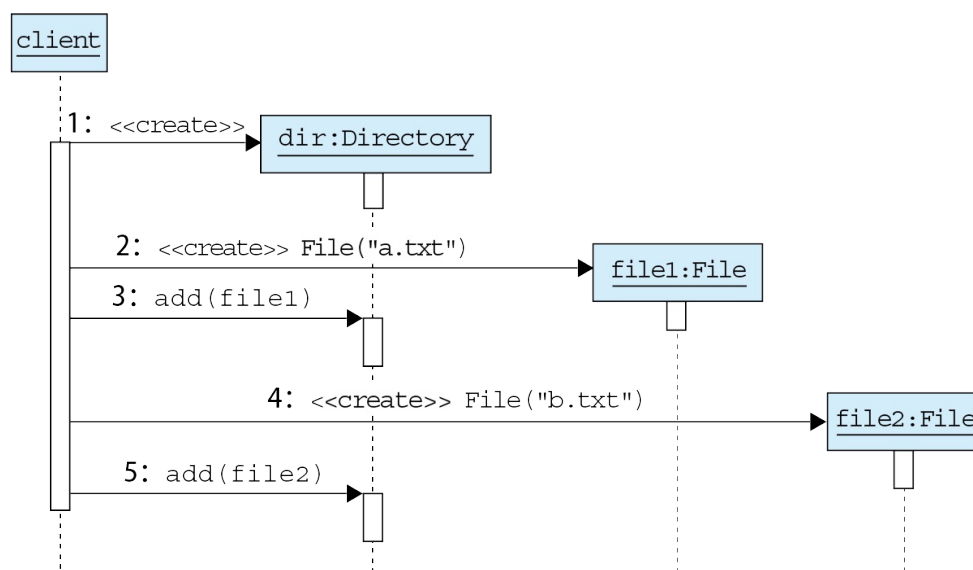 client
1: <<create>>
dir:Directory
2: <<create>> File("a.txt")
file1:File
3: add(file1)
4: <<create>> File("b.txt")
file2:File
5: add(file2)